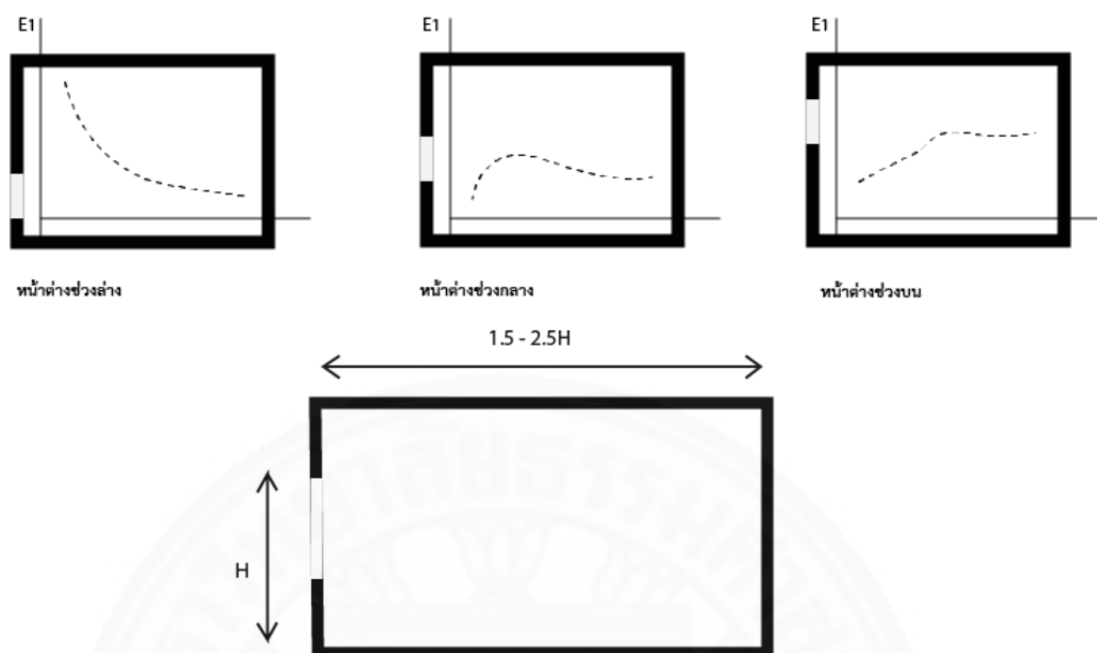 E1
E1
E1
หน้าต่างช่วงล่าง
หน้าต่างช่วงกลาง
หน้าต่างช่วงบน
1.5 - 2.5H
H